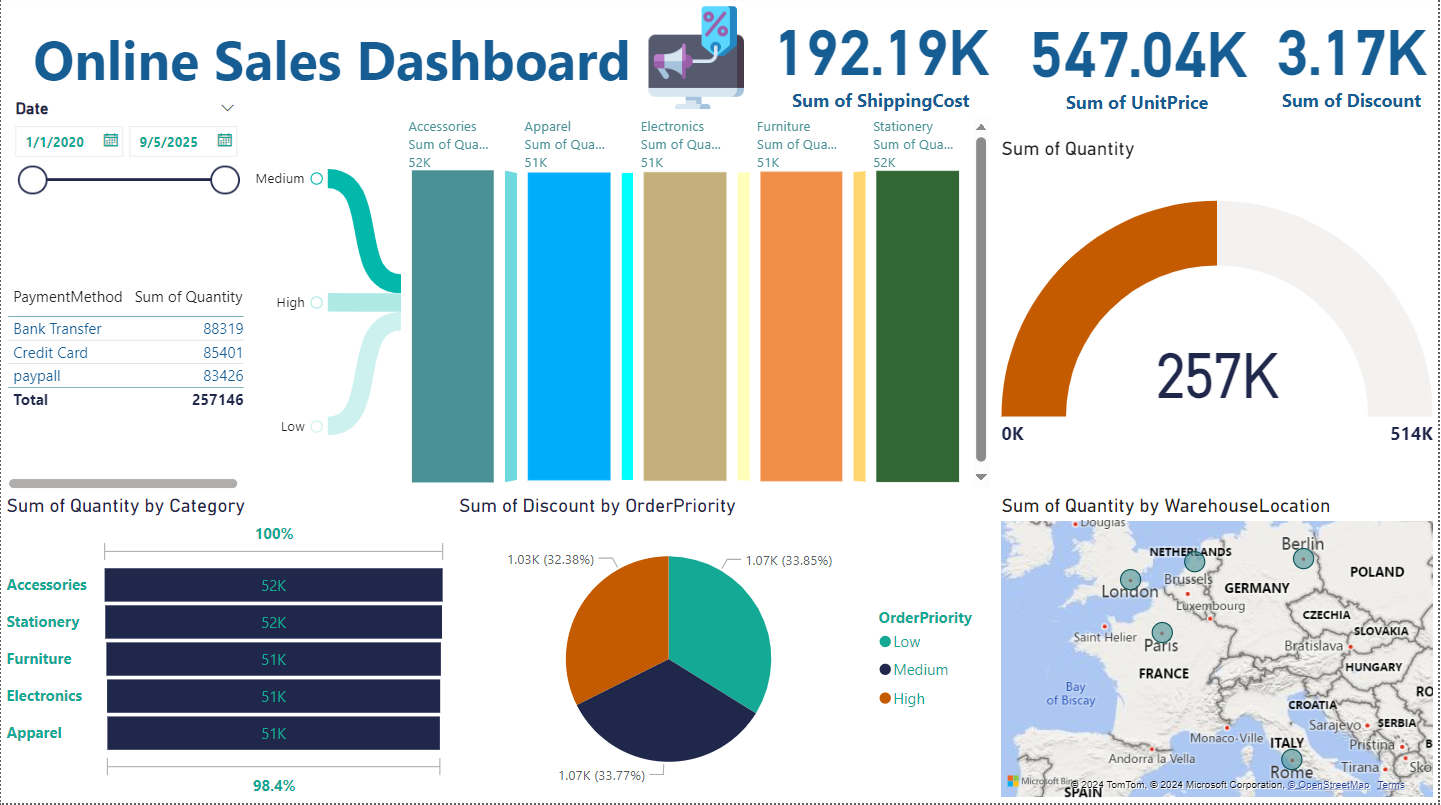 Online Sales Dashboard
%
192.19K
Sum of ShippingCost
547.04K
Sum of UnitPrice
3.17K
Sum of Discount
Date
1/1/2020
9/5/2025
PaymentMethod Sum of Quantity
Bank Transfer 88319
Credit Card 85401
paypall 83426
Total 257146
Medium
High
Low
Accessories
Sum of Qua...
52K
Apparel
Sum of Qua...
51K
Electronics
Sum of Qua...
51K
Furniture
Sum of Qua...
51K
Stationery
Sum of Qua...
52K
Sum of Quantity
257K
0K
514K
Sum of Quantity by Category
100%
Accessories 52K
Stationery 52K
Furniture 51K
Electronics 51K
Apparel 51K
98.4%
Sum of Discount by OrderPriority
1.03K (32.38%)
1.07K (33.85%)
1.07K (33.77%)
OrderPriority
Low
Medium
High
Sum of Quantity by WarehouseLocation
Douglas
NETHERLANDS
Berlin
London
Brussels
GERMANY
POLAND
Luxembourg
CZECHIA
Saint Helier
Paris
SLOVAKIA
Bratislava
FRANCE
HUNGARY
Bay
of Biscay
RO
CROATIA
Sarajevo
SERBIA
Monaco-Ville
ITALY
Pristina
B
Andorra la Vella
Rome
Tirana
Sko
SPAIN
Microsoft Bing
© 2024 TomTom, © 2024 Microsoft Corporation, © OpenStreetMap Terms